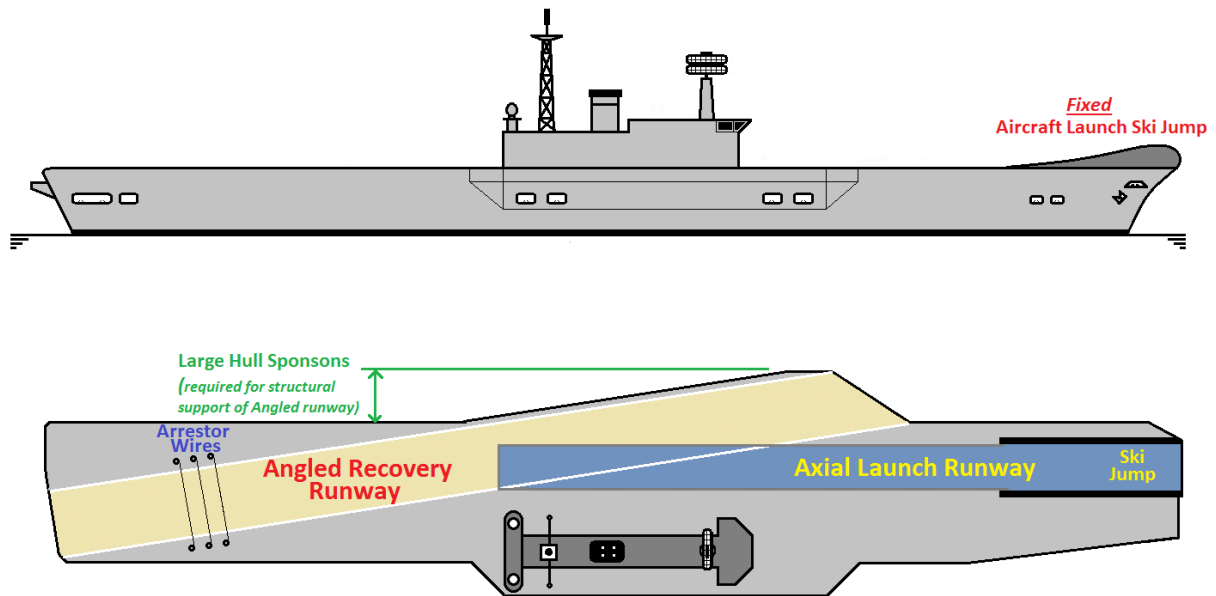 Fixed
Aircraft Launch Ski Jump
Large Hull Sponsons
(required for structural
support of Angled runway)
Arrestor
Wires
Angled Recovery
Runway
Axial Launch Runway
Ski
Jump